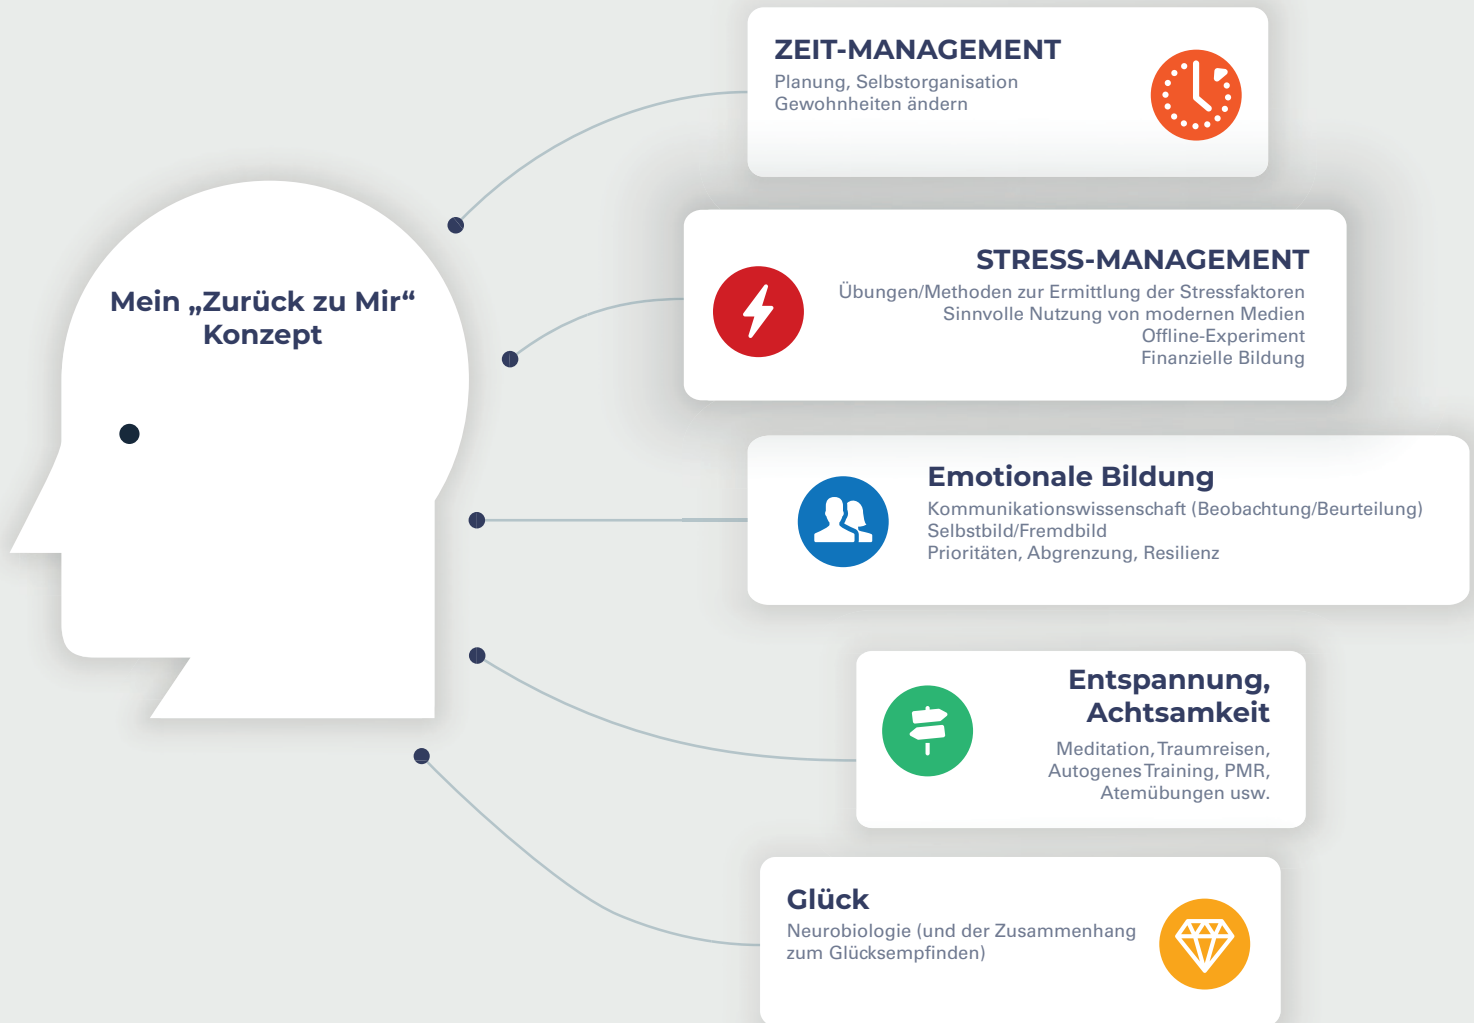 Mein „Zurück zu Mir“
Konzept
ZEIT-MANAGEMENT
Planung, Selbstorganisation
Gewohnheiten ändern
STRESS-MANAGEMENT
Übungen/Methoden zur Ermittlung der Stressfaktoren
Sinnvolle Nutzung von modernen Medien
Offline-Experiment
Finanzielle Bildung
Emotionale Bildung
Kommunikationswissenschaft (Beobachtung/Beurteilung)
Selbstbild/Fremdbild
Prioritäten, Abgrenzung, Resilienz
Entspannung,
Achtsamkeit
Meditation, Traumreisen,
Autogenes Training, PMR,
Atemübungen usw.
Glück
Neurobiologie (und der Zusammenhang
zum Glücksempfinden)